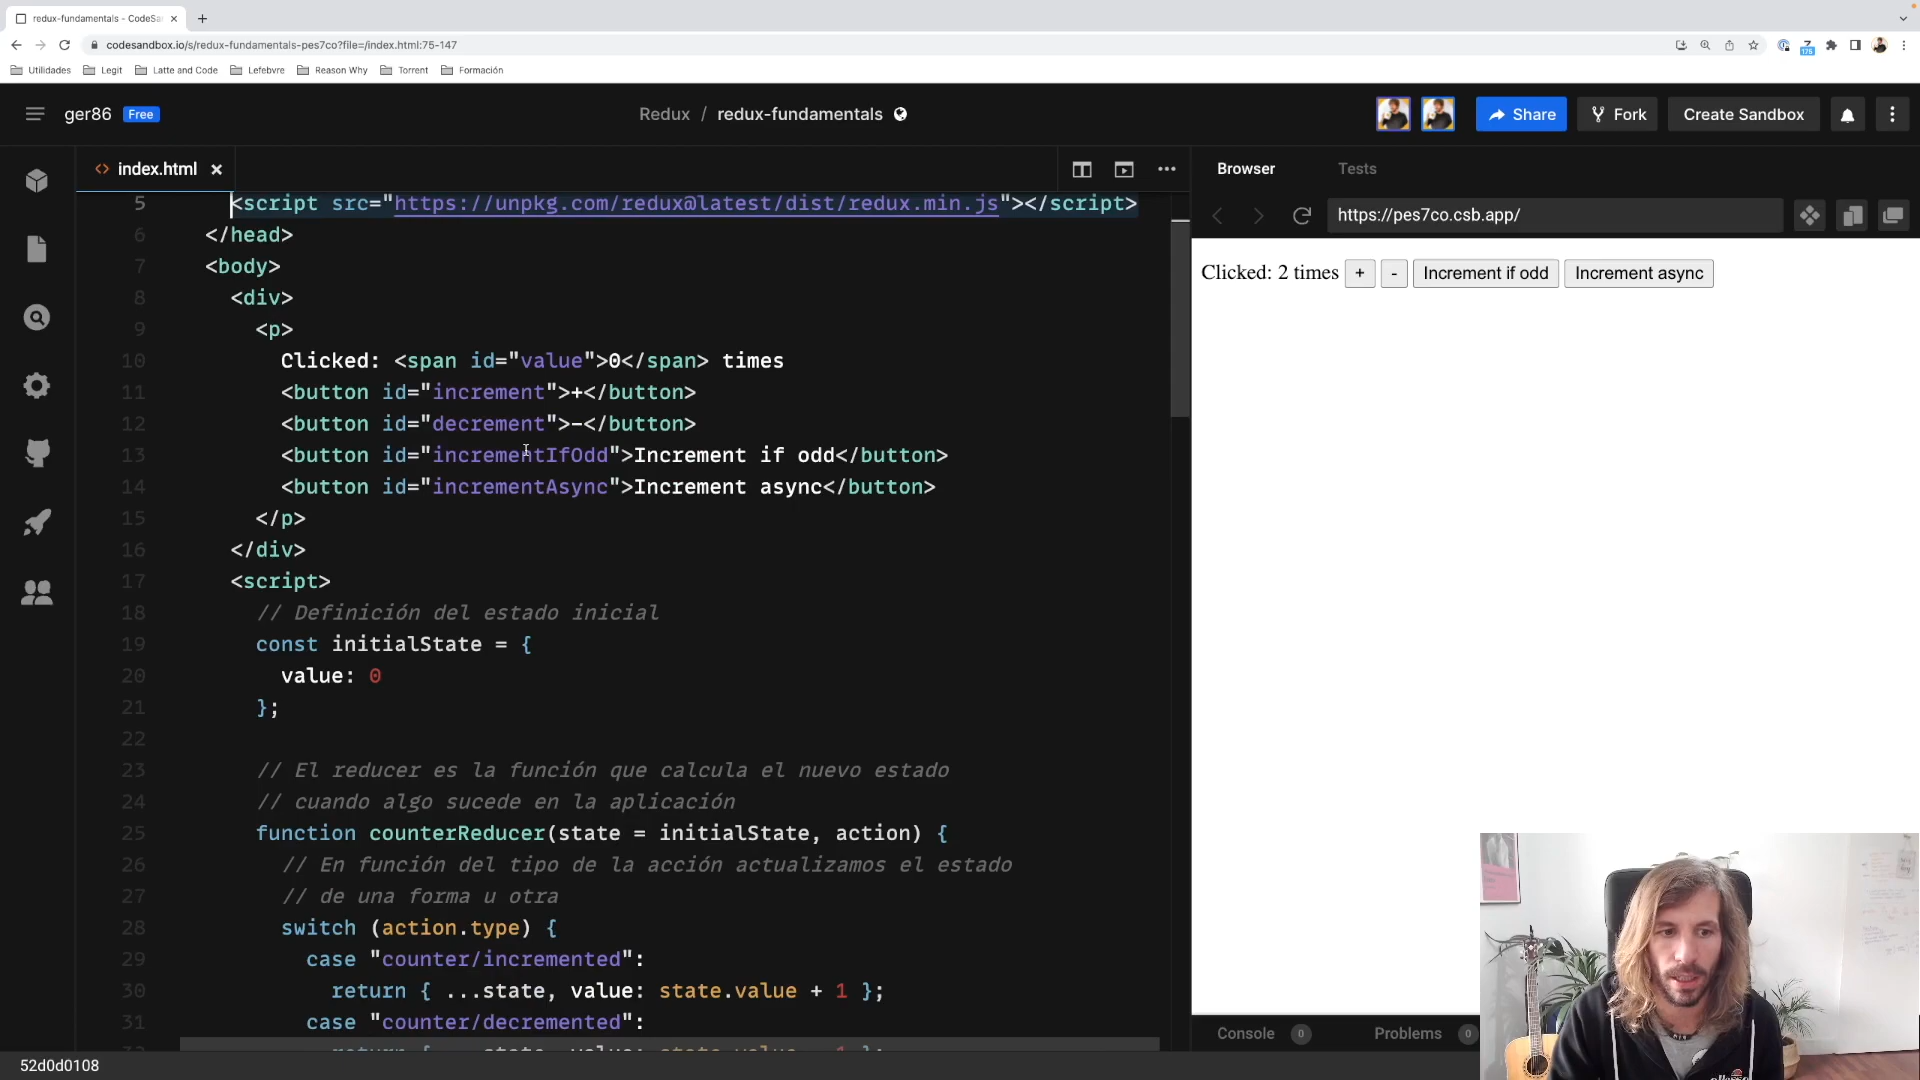 redux-fundamentals - CodeSa
codesandbox.io/s/redux-fundamentals-pes7co?file=/index.html:75-147
175
Utilidades
Legit
Latte and Code
Lefebvre
Reason Why
Torrent
Formación
ger86
Free
Redux / redux-fundamentals
Share
Fork
Create Sandbox
index.html
Browser
Tests
https://pes7co.csb.app/
5 <script src="https://unpkg.com/redux@latest/dist/redux.min.js"></script>
6 </head>
7 <body>
8 <div>
9 <p>
10 Clicked: <span id="value">0</span> times
11 <button id="increment">+</button>
12 <button id="decrement">-</button>
13 <button id="incrementIfOdd">Increment if odd</button>
14 <button id="incrementAsync">Increment async</button>
15 </p>
16 </div>
17 <script>
18 // Definición del estado inicial
19 const initialState = {
20 value: 0
21 };
22
23 // El reducer es la función que calcula el nuevo estado
24 // cuando algo sucede en la aplicación
25 function counterReducer(state = initialState, action) {
26 // En función del tipo de la acción actualizamos el estado
27 // de una forma u otra
28 switch (action.type) {
29 case "counter/incremented":
30 return { ...state, value: state.value + 1 };
31 case "counter/decremented":
Clicked: 2 times + - Increment if odd Increment async
Console 0
Problems 0
52d0d0108